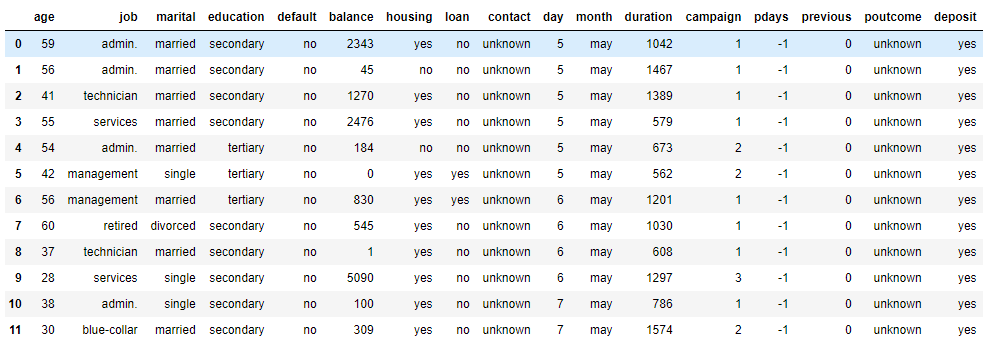 age job marital education default balance housing loan contact day month duration campaign pdays previous poutcome deposit
0 59 admin. married secondary no 2343 yes no unknown 5 may 1042 1 -1 0 unknown yes
1 56 admin. married secondary no 45 no no unknown 5 may 1467 1 -1 0 unknown yes
2 41 technician married secondary no 1270 yes no unknown 5 may 1389 1 -1 0 unknown yes
3 55 services married secondary no 2476 yes no unknown 5 may 579 1 -1 0 unknown yes
4 54 admin. married tertiary no 184 no no unknown 5 may 673 2 -1 0 unknown yes
5 42 management single tertiary no 0 yes yes unknown 5 may 562 2 -1 0 unknown yes
6 56 management married tertiary no 830 yes yes unknown 6 may 1201 1 -1 0 unknown yes
7 60 retired divorced secondary no 545 yes no unknown 6 may 1030 1 -1 0 unknown yes
8 37 technician married secondary no 1 yes no unknown 6 may 608 1 -1 0 unknown yes
9 28 services single secondary no 5090 yes no unknown 6 may 1297 3 -1 0 unknown yes
10 38 admin. single secondary no 100 yes no unknown 7 may 786 1 -1 0 unknown yes
11 30 blue-collar married secondary no 309 yes no unknown 7 may 1574 2 -1 0 unknown yes